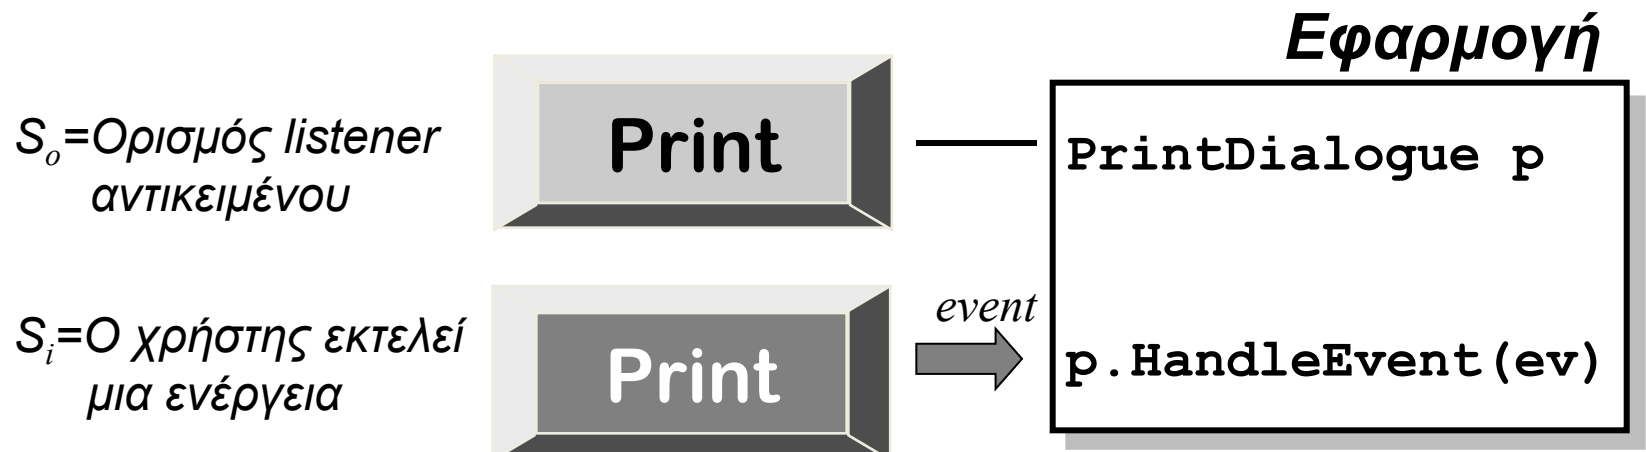 Εφαρμογή
So=Ορισμός listener
αντικειμένου
Print
PrintDialogue p
Si=Ο χρήστης εκτελεί
μια ενέργεια
Print
event
p.HandleEvent(ev)